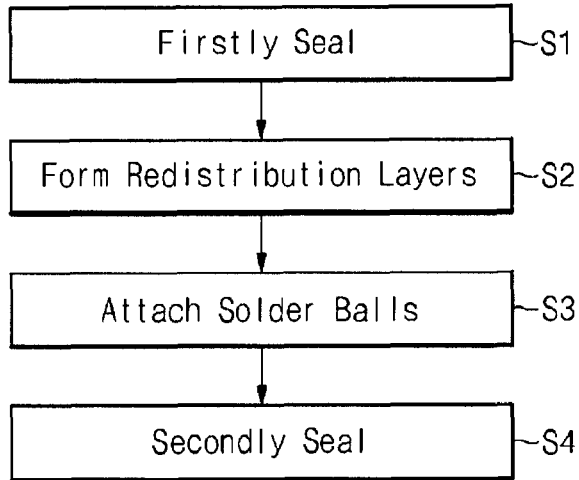 Firstly Seal ~S1
Form Redistribution Layers ~S2
Attach Solder Balls ~S3
Secondly Seal ~S4